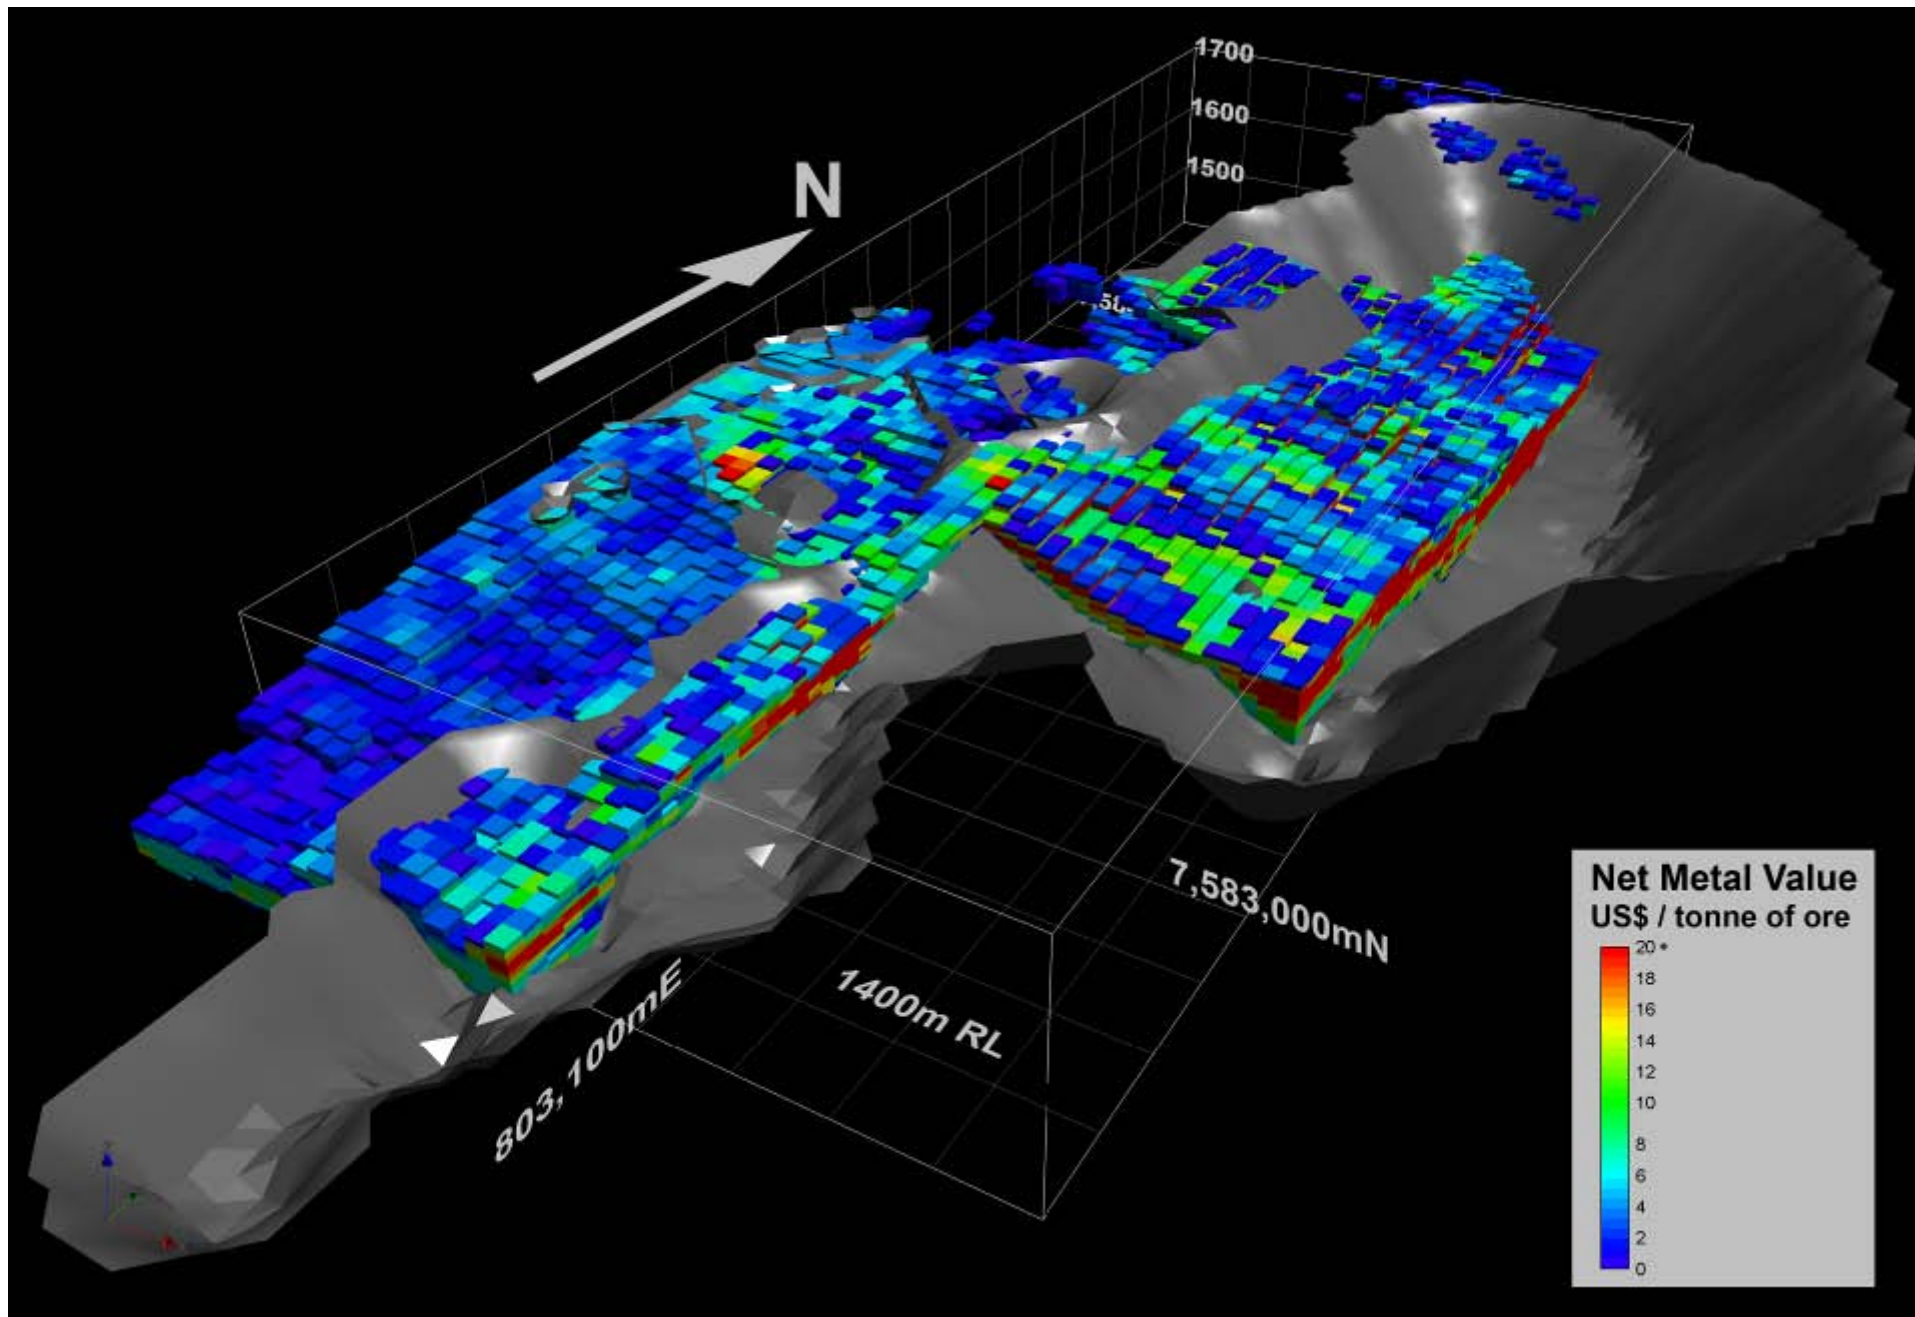 1700
1600
1500
N
7,583,000mN
1400m RL
803,100mE
Net Metal Value
US$ / tonne of ore
20 +
18
16
14
12
10
8
6
4
2
0